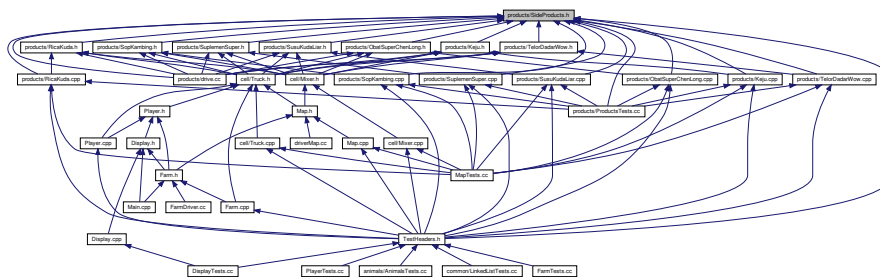 products/SideProducts.h
products/RicaKuda.h
products/SopKambing.h
products/SuplemenSuper.h
products/SusuKudaLiar.h
products/ObatSuperChenLong.h
products/Keju.h
products/TelorDadarWow.h
products/RicaKuda.cpp
products/drive.cc
cell/Truck.h
cell/Mixer.h
products/SopKambing.cpp
products/SuplemenSuper.cpp
products/SusuKudaLiar.cpp
products/ObatSuperChenLong.cpp
products/Keju.cpp
products/TelorDadarWow.cpp
Player.h
Map.h
products/ProductsTests.cc
Player.cpp
Display.h
cell/Truck.cpp
driverMap.cc
Map.cpp
cell/Mixer.cpp
Farm.h
MapTests.cc
Main.cpp
FarmDriver.cc
Farm.cpp
Display.cpp
TestHeaders.h
DisplayTests.cc
PlayerTests.cc
animals/AnimalsTests.cc
common/LinkedListTests.cc
FarmTests.cc